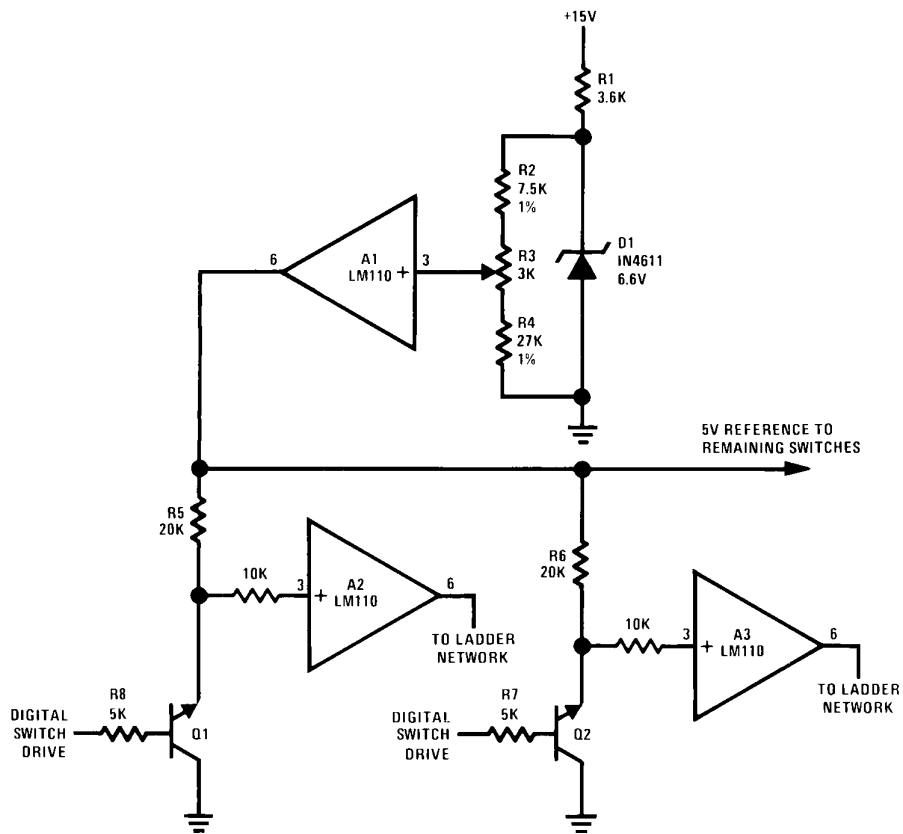 +15V
R1
3.6K
R2
7.5K
1%
R3
3K
R4
27K
1%
D1
IN4611
6.6V
6
A1
LM110
+
3
5V REFERENCE TO
REMAINING SWITCHES
R5
20K
10K
3
+
A2
LM110
6
TO LADDER
NETWORK
R6
20K
10K
3
+
A3
LM110
6
TO LADDER
NETWORK
DIGITAL
SWITCH
DRIVE
R8
5K
Q1
DIGITAL
SWITCH
DRIVE
R7
5K
Q2